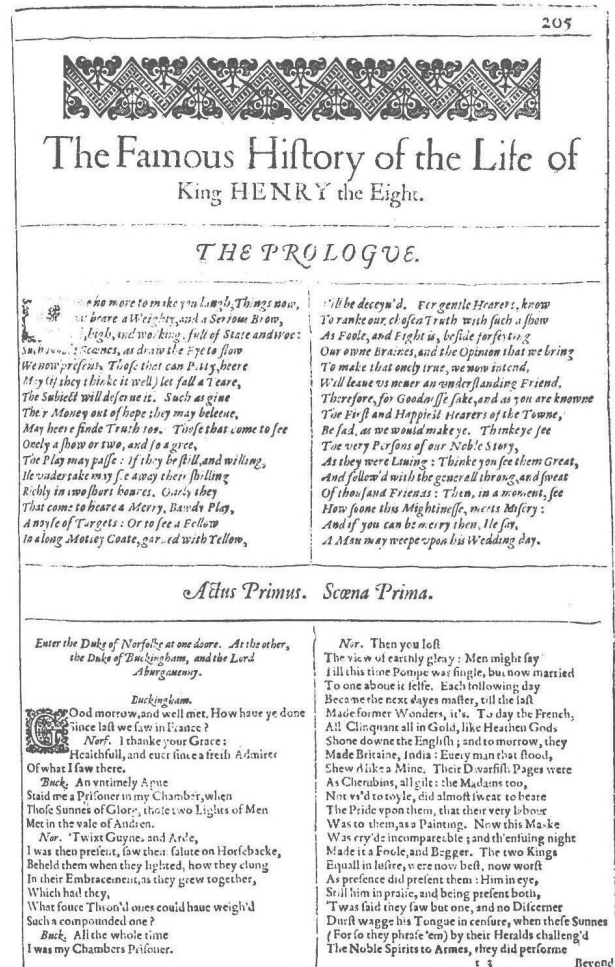 205
The Famous Hiſtory of the Life of
King HENRY the Eight.
THE PROLOGVE.
no more to make you laugh, Things now,
beare a Weighty, and a Serious Brow,
high, and working, full of State and Woe:
Such Scœnes, as draw the Eye to flow
We now preſent. Thoſe that can Pitty, heere
May (if they thinke it well) let fall a Teare,
The Subiect will deſerue it. Such as giue
Their Money out of hope they may beleeue,
May heere finde Truth too. Thoſe that come to ſee
Onely a ſhow or two, and ſo agree,
The Play may paſſe: If they be ſtill, and willing,
Ile vndertake may ſee away their ſhilling
Richly in two ſhort houres. Onely they
That come to heare a Merry, Bawdy Play,
A noyſe of Targets: Or to ſee a Fellow
In a long Motley Coate, garded with Yellow,
Will be deceyu'd. For gentle Hearers, know
To ranke our choſen Truth with ſuch a ſhow
As Foole, and Fight is, beſide forfeyting
Our owne Braines, and the Opinion that we bring
To make that onely true, we now intend,
Will leaue vs neuer an vnderſtanding Friend.
Therefore, for Goodneſſe ſake, and as you are knowne
The Firſt and Happieſt Hearers of the Towne,
Be ſad, as we would make ye. Thinke ye ſee
The very Perſons of our Noble Story,
As they were Liuing: Thinke you ſee them Great,
And follow'd with the generall throng, and ſweat
Of thouſand Friends: Then, in a moment, ſee
How ſoone this Mightineſſe, meets Miſery:
And if you can be merry then, Ile ſay,
A Man may weepe vpon his Wedding day.
Actus Primus. Scœna Prima.
Enter the Duke of Norfolke at one doore. At the other,
the Duke of Buckingham, and the Lord
Aburgauenny.
Buckingham.
GOod morrow, and well met. How haue ye done
Since laſt we ſaw in France?
Norf. I thanke your Grace:
Healthfull, and euer ſince a freſh Admirer
Of what I ſaw there.
Buck. An vntimely Ague
Staid me a Priſoner in my Chamber, when
Thoſe Sunnes of Glory, thoſe two Lights of Men
Met in the vale of Andren.
Nor. 'Twixt Guynes and Arde,
I was then preſent, ſaw them ſalute on Horſebacke,
Beheld them when they lighted, how they clung
In their Embracement, as they grew together,
Which had they,
What foure Thron'd ones could haue weigh'd
Such a compounded one?
Buck. All the whole time
I was my Chambers Priſoner.
Nor. Then you loſt
The view of earthly glory: Men might ſay
Till this time Pompe was ſingle, but now married
To one aboue it ſelfe. Each following day
Became the next dayes maſter, till the laſt
Made former Wonders, it's. To day the French,
All Clinquant all in Gold, like Heathen Gods
Shone downe the Engliſh; and to morrow, they
Made Britaine, India: Euery man that ſtood,
Shew'd like a Mine. Their Dwarfiſh Pages were
As Cherubins, all gilt: the Madams too,
Not vs'd to toyle, did almoſt ſweat to beare
The Pride vpon them, that their very labour
Was to them, as a Painting. Now this Maske
Was cry'de incompareable; and th'enſuing night
Made it a Foole, and Begger. The two Kings
Equall in luſtre, were now beſt, now worſt
As preſence did preſent them: Him in eye,
Still him in praiſe, and being preſent both,
'Twas ſaid they ſaw but one, and no Diſcerner
Durſt wagge his Tongue in cenſure, when theſe Sunnes
(For ſo they phraſe 'em) by their Heralds challeng'd
The Noble Spirits to Armes, they did performe
t 3 Beyond